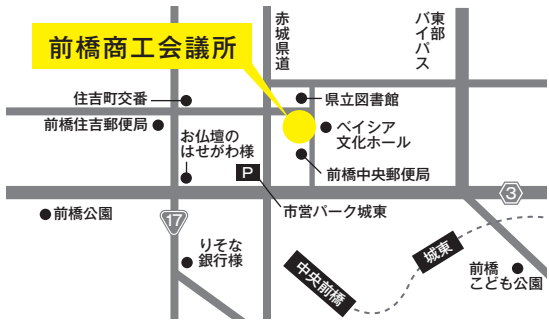 赤城県道
東部
バイパス
前橋商工会議所
住吉町交番
県立図書館
前橋住吉郵便局
ベイシア
文化ホール
お仏壇の
はせがわ様
前橋中央郵便局
P
3
市営パーク城東
前橋公園
17
りそな
銀行様
城東
中央前橋
前橋
こども公園